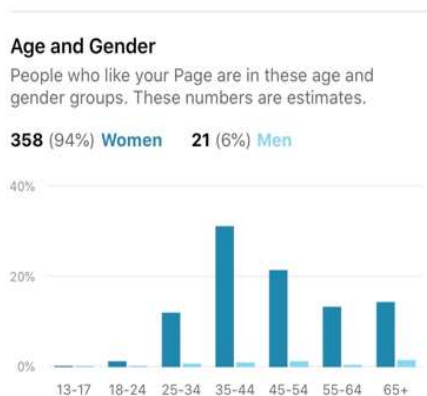 Age and Gender
People who like your Page are in these age and
gender groups. These numbers are estimates.
358 (94%) Women 21 (6%) Men
40%
20%
0%
13-17 18-24 25-34 35-44 45-54 55-64 65+